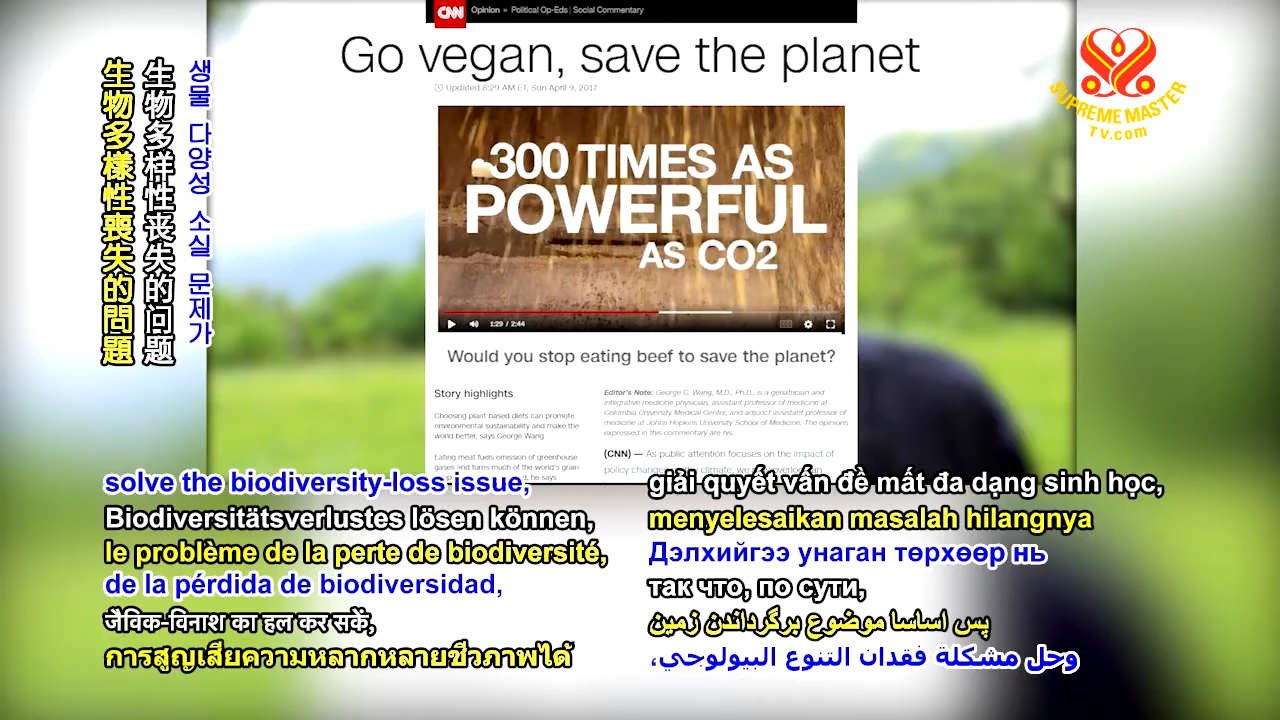 CNN Opinion » Political Op-Eds | Social Commentary
Go vegan, save the planet
Updated 8:29 AM ET, Sun April 9, 2017
SUPREME MASTER
TV.com
生物多樣性喪失的問題
生物多样性丧失的问题
생물 다양성 소실 문제가
300 TIMES AS
POWERFUL
AS CO2
1:29 / 2:44
Would you stop eating beef to save the planet?
Story highlights
Choosing plant-based diets can promote
environmental sustainability and make the
world better, says George Wang
Eating meat fuels emission of greenhouse
gases and turns much of the world's grain
he says
Editor's Note: George C. Wang, M.D., Ph.D., is a geriatrician and
integrative medicine physician, assistant professor of medicine at
Columbia University Medical Center, and adjunct assistant professor of
medicine at Johns Hopkins University School of Medicine. The opinions
expressed in this commentary are his.
(CNN) — As public attention focuses on the impact of
policy changes climate, we
solve the biodiversity-loss issue,
Biodiversitätsverlustes lösen können,
le problème de la perte de biodiversité,
de la pérdida de biodiversidad,
जैविक-विनाश का हल कर सकें,
การสูญเสียความหลากหลายชีวภาพได้
giải quyết vấn đề mất đa dạng sinh học,
menyelesaikan masalah hilangnya
Дэлхийгээ унаган төрхөөр нь
так что, по сути,
پس اساسا موضوع برگرداندن زمین
وحل مشكلة فقدان التنوع البيولوجي،